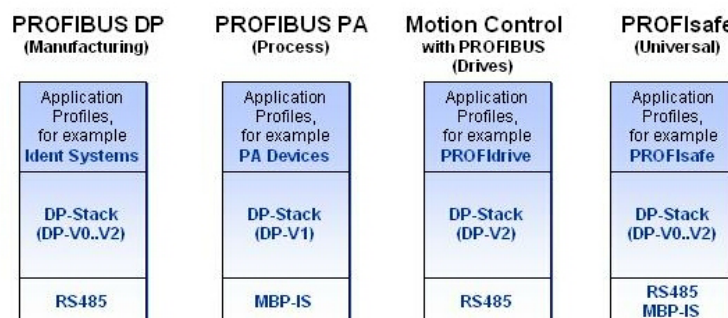 PROFIBUS DP
(Manufacturing)
Application
Profiles,
for example
Ident Systems
DP-Stack
(DP-V0..V2)
RS485
PROFIBUS PA
(Process)
Application
Profiles,
for example
PA Devices
DP-Stack
(DP-V1)
MBP-IS
Motion Control
with PROFIBUS
(Drives)
Application
Profiles,
for example
PROFIdrive
DP-Stack
(DP-V2)
RS485
PROFIsafe
(Universal)
Application
Profiles,
for example
PROFIsafe
DP-Stack
(DP-V0..V2)
RS485
MBP-IS